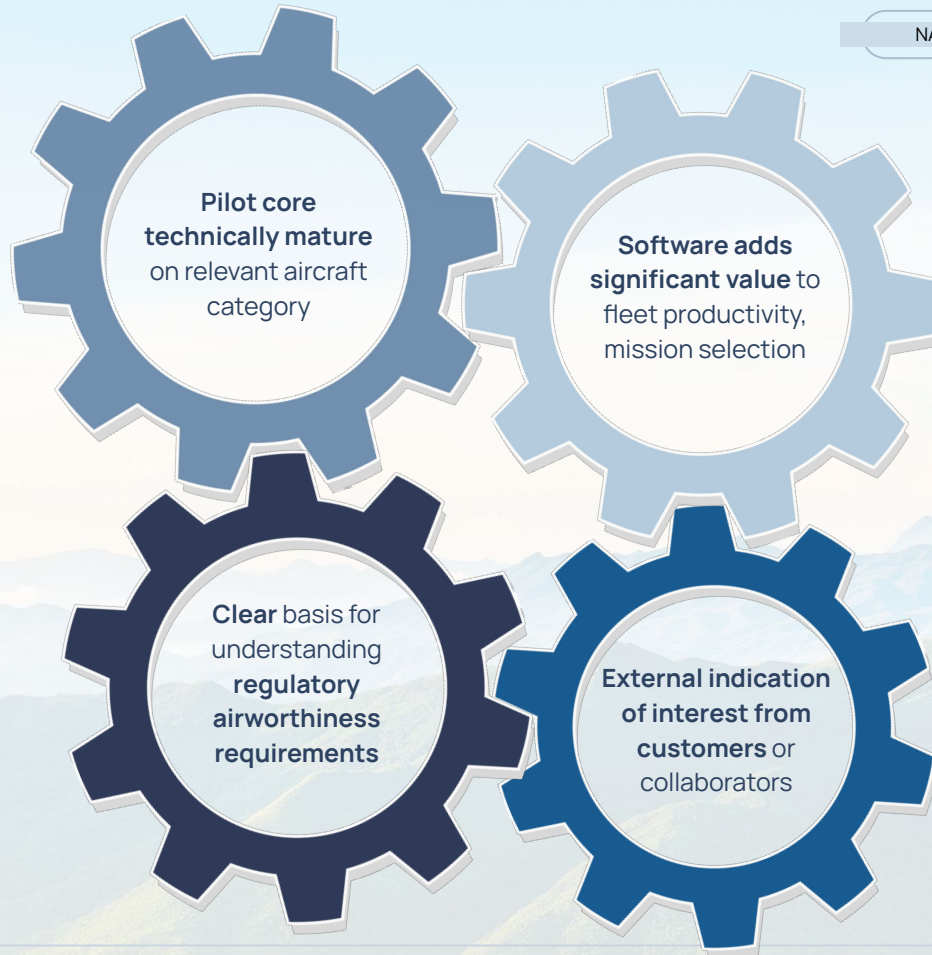 Pilot core
technically mature
on relevant aircraft
category
Software adds
significant value to
fleet productivity,
mission selection
Clear basis for
understanding
regulatory
airworthiness
requirements
External indication
of interest from
customers or
collaborators